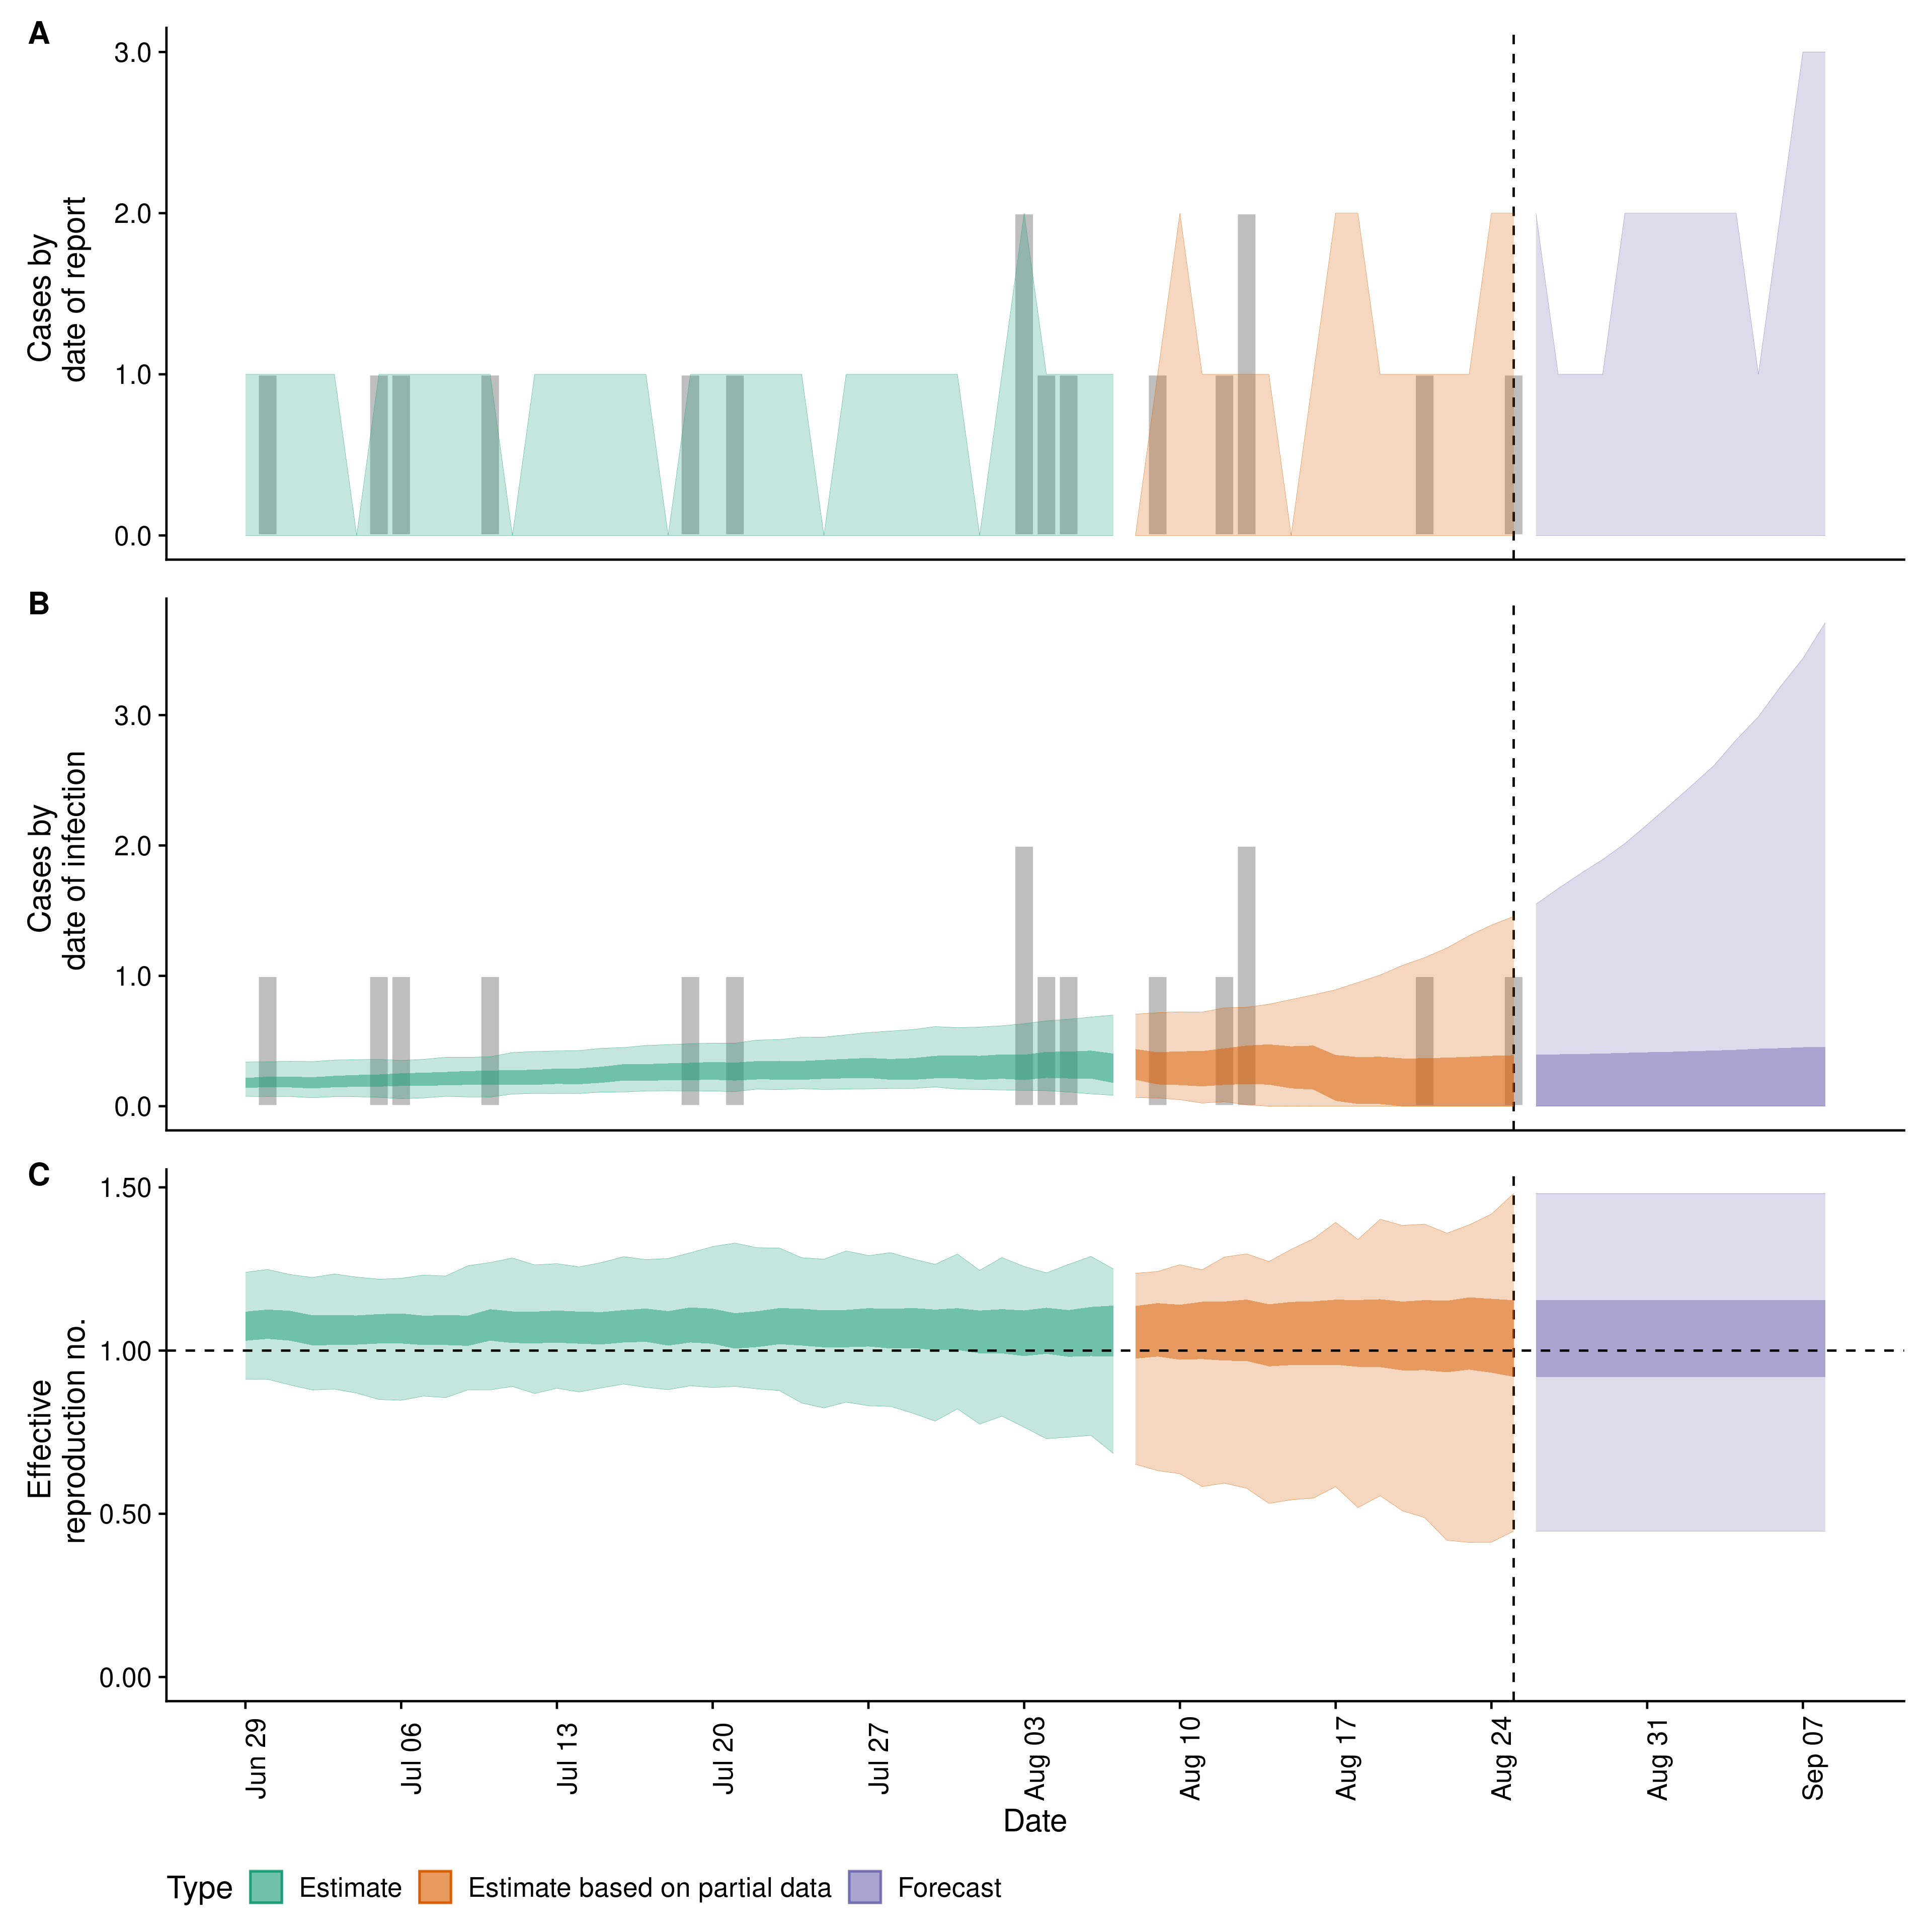 A
Cases by
date of report
3.0
2.0
1.0
0.0
B
Cases by
date of infection
3.0
2.0
1.0
0.0
C
Effective
reproduction no.
1.50
1.00
0.50
0.00
Jun 29
Jul 06
Jul 13
Jul 20
Jul 27
Aug 03
Aug 10
Aug 17
Aug 24
Aug 31
Sep 07
Date
Type Estimate Estimate based on partial data Forecast